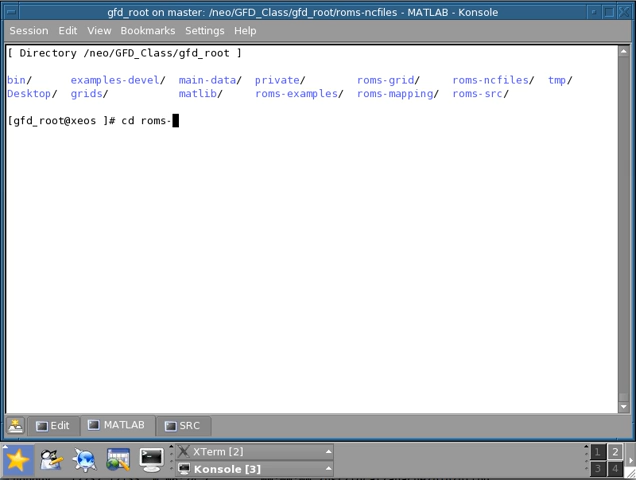 gfd_root on master: /neo/GFD_Class/gfd_root/roms-ncfiles - MATLAB - Konsole
Session Edit View Bookmarks Settings Help
[ Directory /neo/GFD_Class/gfd_root ]
bin/ examples-devel/ main-data/ private/ roms-grid/ roms-ncfiles/ tmp/
Desktop/ grids/ matlib/ roms-examples/ roms-mapping/ roms-src/
[gfd_root@xeos ]# cd roms-
Edit MATLAB SRC
XTerm [2] 1 2
Konsole [3] 3 4